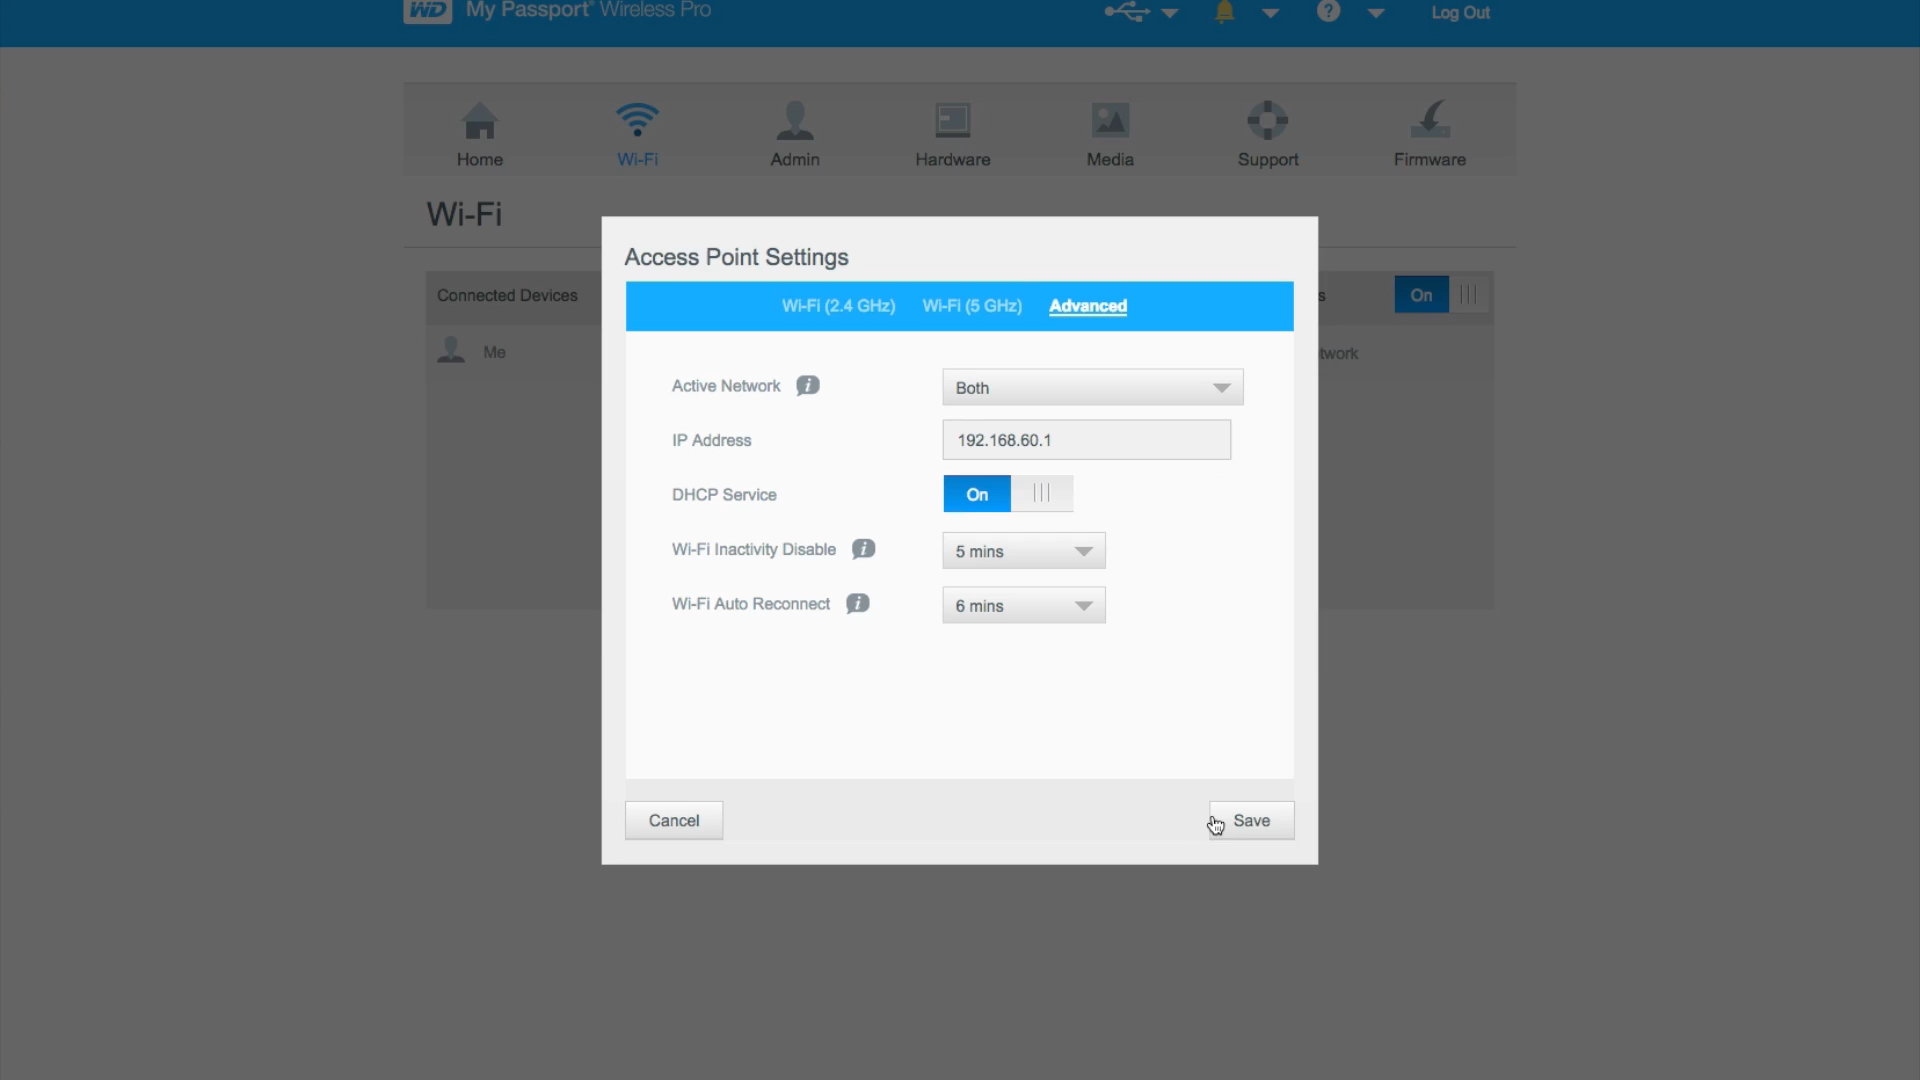 WD My Passport® Wireless Pro
Log Out
Home Wi-Fi Admin Hardware Media Support Firmware
Wi-Fi
Access Point Settings
Connected Devices
s
On
Wi-Fi (2.4 GHz) Wi-Fi (5 GHz) Advanced
Me
twork
Active Network
Both
IP Address
192.168.60.1
DHCP Service
On
Wi-Fi Inactivity Disable
5 mins
Wi-Fi Auto Reconnect
6 mins
Cancel
Save